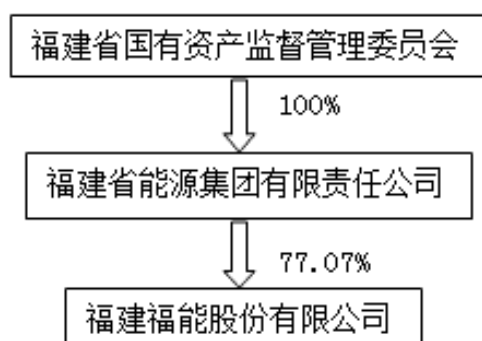 福建省国有资产监督管理委员会
100%
福建省能源集团有限责任公司
77.07%
福建福能股份有限公司